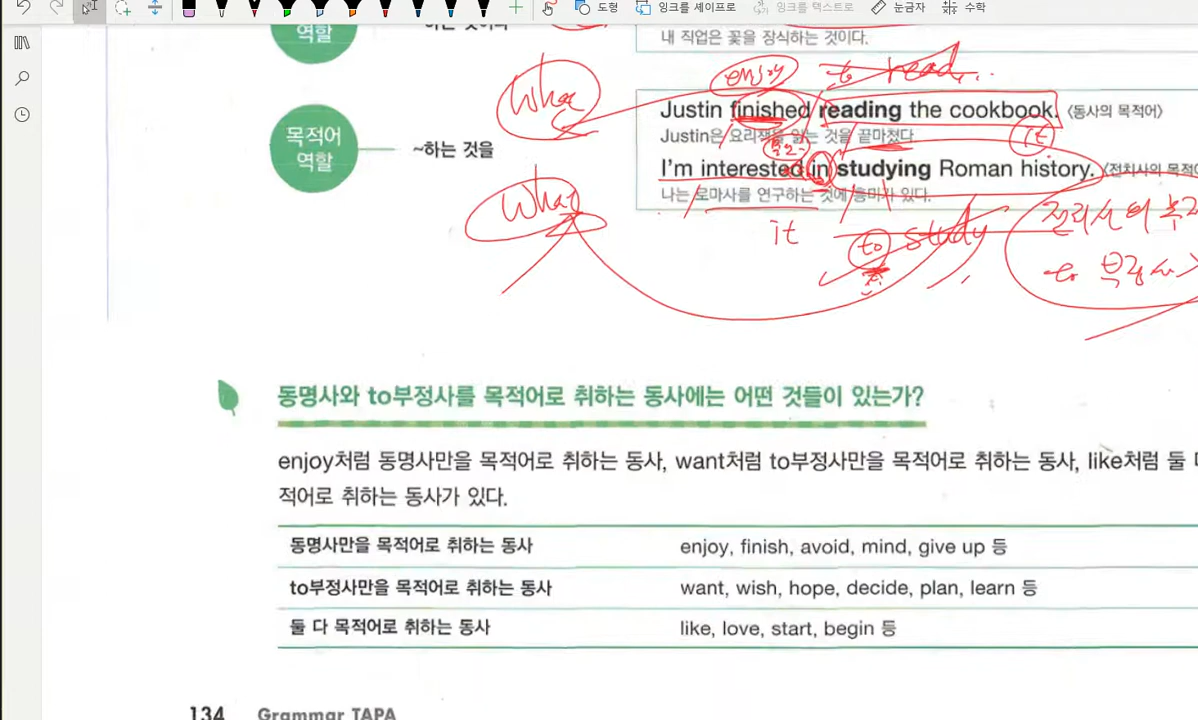 도형 잉크를 셰이프로 잉크를 텍스트로 눈금자 수학
역할
내 직업은 꽃을 장식하는 것이다.
What
enjoy
to read
목적어
역할
~하는 것을
Justin finished reading the cookbook. <동사의 목적어>
Justin은 요리책을 읽는 것을 끝마쳤다
it
I'm interested in studying Roman history. <전치사의 목적
나는 로마사를 연구하는 것에 흥미가 있다.
What
it
to study
동명사와 to부정사를 목적어로 취하는 동사에는 어떤 것들이 있는가?
enjoy처럼 동명사만을 목적어로 취하는 동사, want처럼 to부정사만을 목적어로 취하는 동사, like처럼 둘 다
적어로 취하는 동사가 있다.
동명사만을 목적어로 취하는 동사 enjoy, finish, avoid, mind, give up 등
to부정사만을 목적어로 취하는 동사 want, wish, hope, decide, plan, learn 등
둘 다 목적어로 취하는 동사 like, love, start, begin 등
134 Grammar TAPA